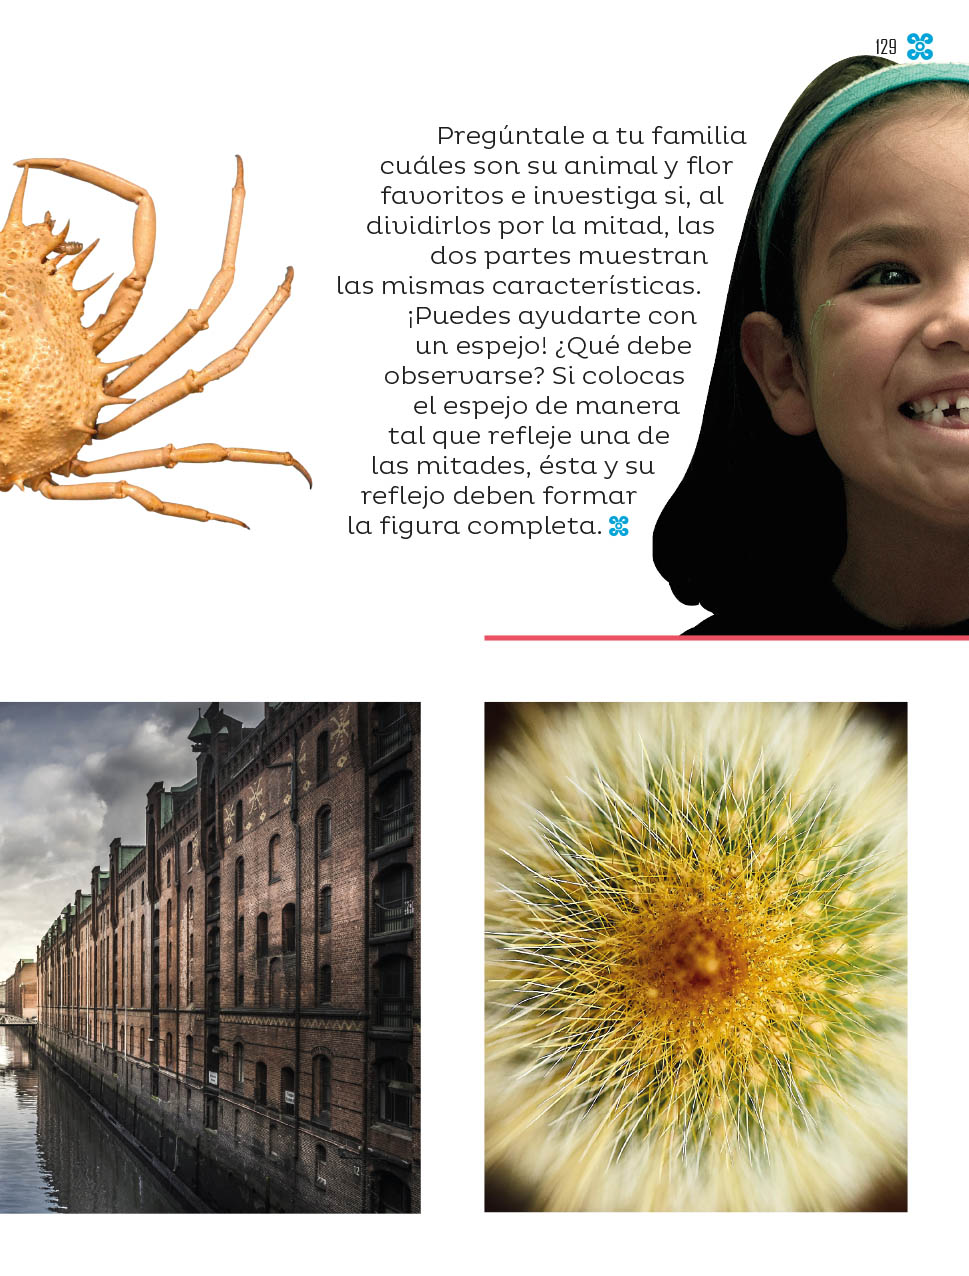 129
Pregúntale a tu familia
cuáles son su animal y flor
favoritos e investiga si, al
dividirlos por la mitad, las
dos partes muestran
las mismas características.
¡Puedes ayudarte con
un espejo! ¿Qué debe
observarse? Si colocas
el espejo de manera
tal que refleje una de
las mitades, ésta y su
reflejo deben formar
la figura completa.